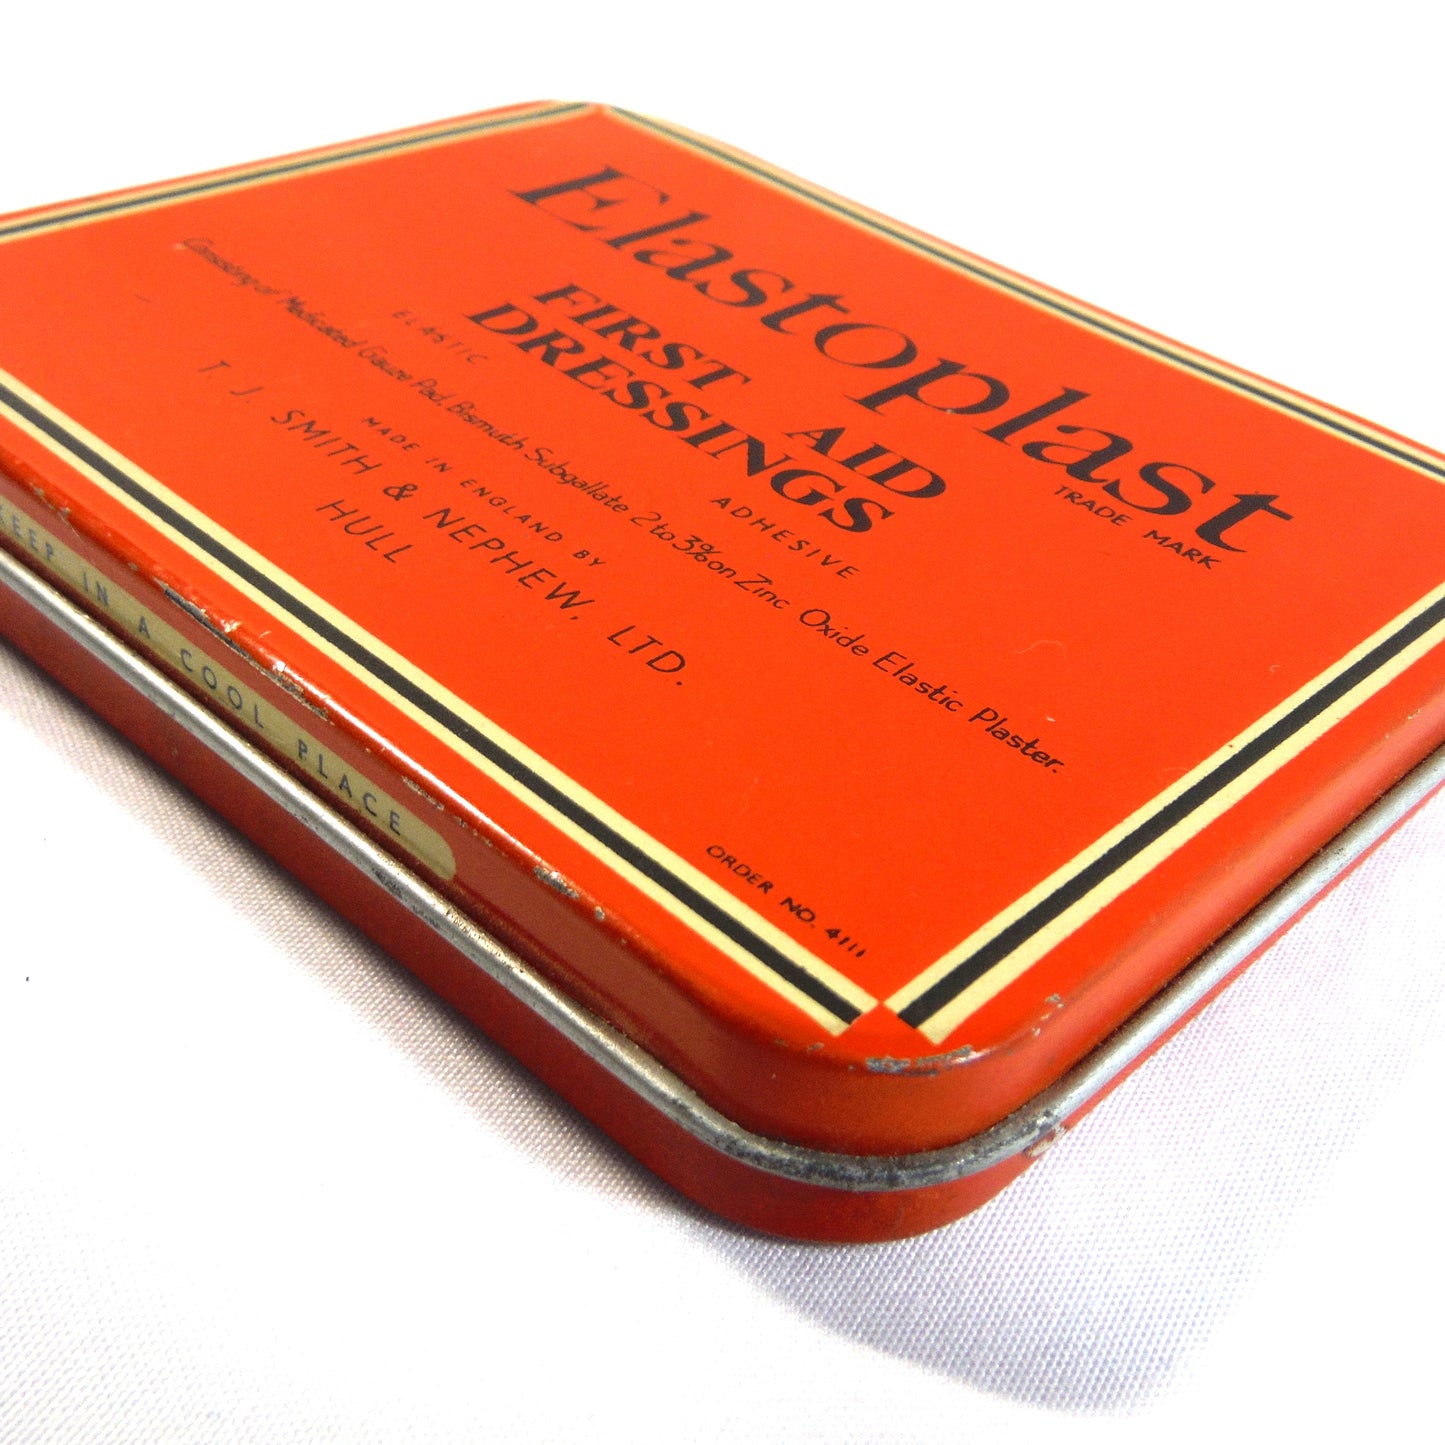 Elastoplast
TRADE MARK
FIRST AID
DRESSINGS
ELASTIC ADHESIVE
Consisting of Medicated Gauze Pad, Bismuth Subgallate 2 to 3% on Zinc Oxide Elastic Plaster.
MADE IN ENGLAND BY
T. J. SMITH & NEPHEW, LTD.
HULL
ORDER NO. 4111
KEEP IN A COOL PLACE